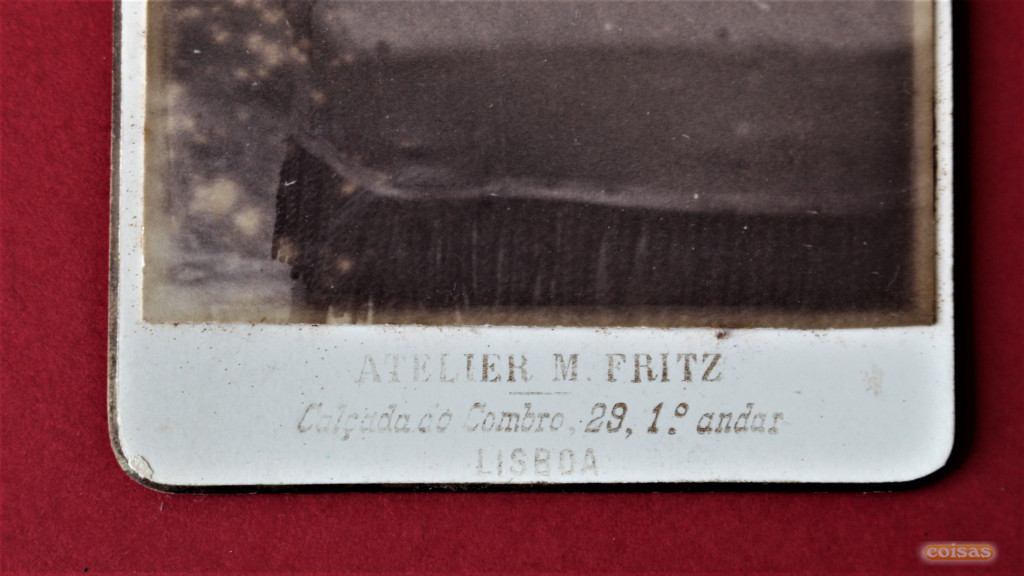 ATELIER M. FRITZ
Calçada do Combro, 29, 1.º andar
LISBOA
coisas